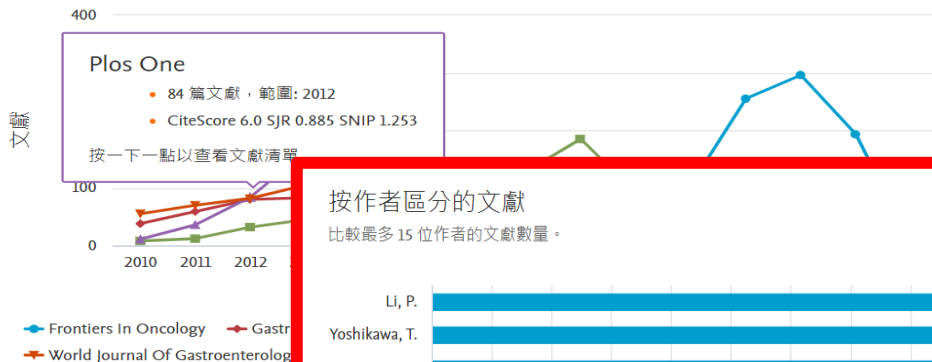 400
Plos One
84 篇文獻，範圍: 2012
CiteScore 6.0 SJR 0.885 SNIP 1.253
按一下一點以查看文獻清單
文獻
100
0
2010 2011 2012
Frontiers In Oncology Gastr
World Journal Of Gastroenterolog
按作者區分的文獻
比較最多 15 位作者的文獻數量。
Li, P.
Yoshikawa, T.